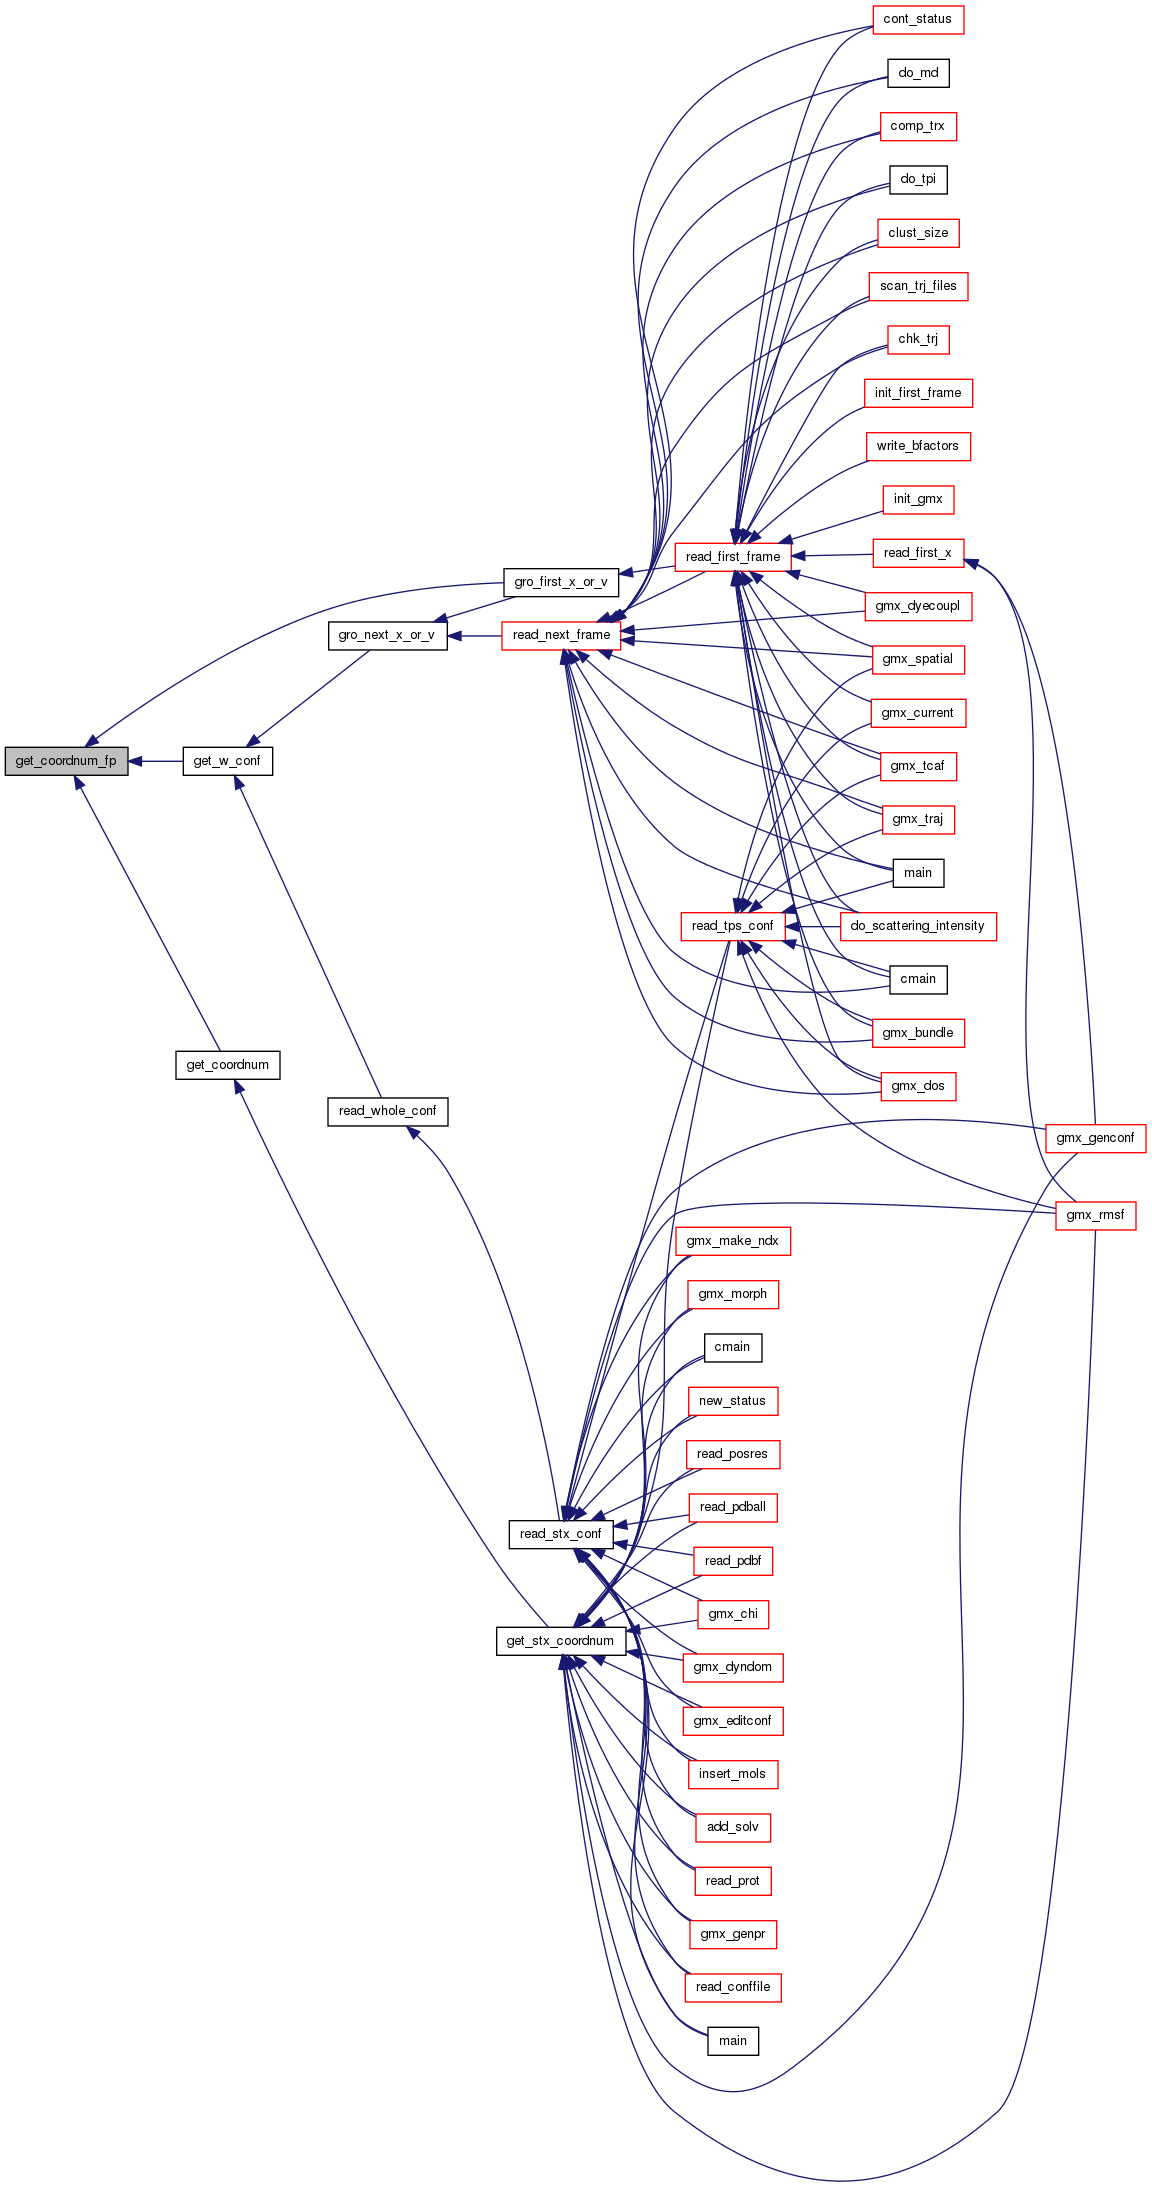 cont_status
do_md
comp_trx
do_tpi
clust_size
scan_trj_files
chk_trj
init_first_frame
write_bfactors
init_gmx
read_first_frame
read_first_x
gro_first_x_or_v
gmx_dyecoupl
gro_next_x_or_v
read_next_frame
gmx_spatial
gmx_current
get_coordnum_fp
get_w_conf
gmx_tcaf
gmx_traj
main
read_tps_conf
do_scattering_intensity
cmain
gmx_bundle
get_coordnum
gmx_dos
read_whole_conf
gmx_genconf
gmx_rmsf
gmx_make_ndx
gmx_morph
cmain
new_status
read_posres
read_pdball
read_stx_conf
read_pdbf
gmx_chi
get_stx_coordnum
gmx_dyndom
gmx_editconf
insert_mols
add_solv
read_prot
gmx_genpr
read_conffile
main